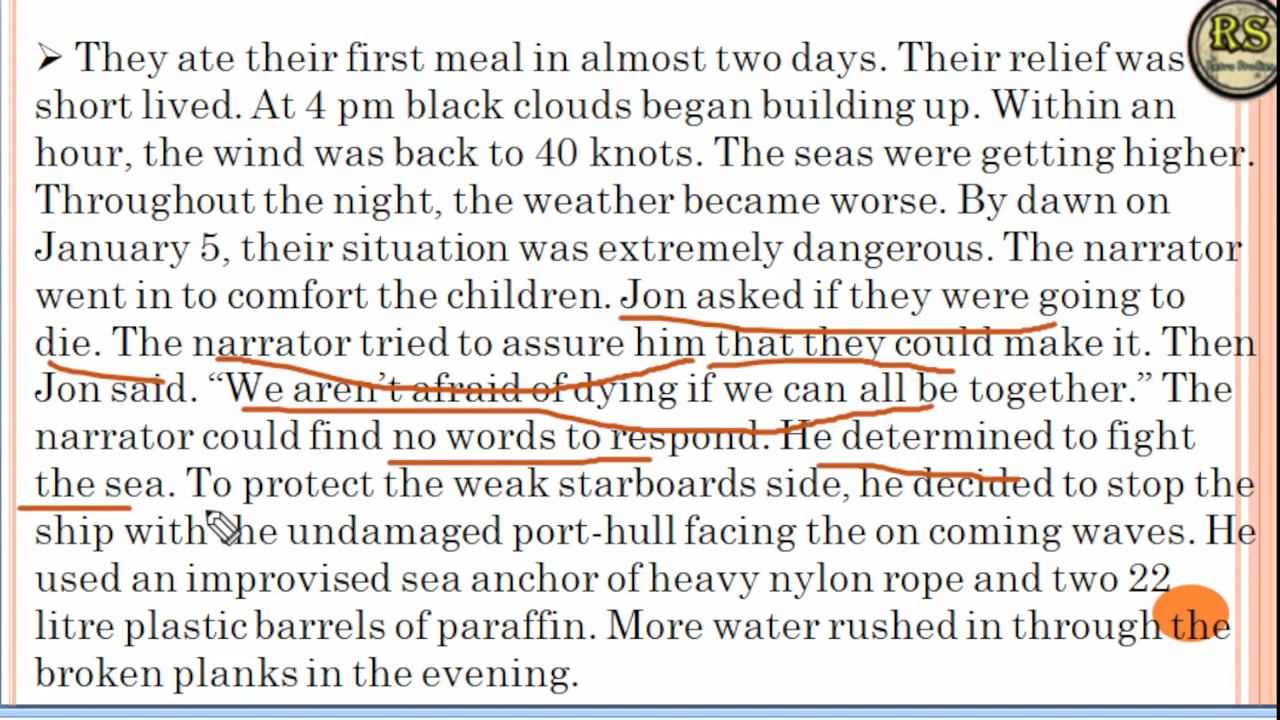 RS
➢ They ate their first meal in almost two days. Their relief was
short lived. At 4 pm black clouds began building up. Within an
hour, the wind was back to 40 knots. The seas were getting higher.
Throughout the night, the weather became worse. By dawn on
January 5, their situation was extremely dangerous. The narrator
went in to comfort the children. Jon asked if they were going to
die. The narrator tried to assure him that they could make it. Then
Jon said. “We aren’t afraid of dying if we can all be together.” The
narrator could find no words to respond. He determined to fight
the sea. To protect the weak starboards side, he decided to stop the
ship with he undamaged port-hull facing the on coming waves. He
used an improvised sea anchor of heavy nylon rope and two 22
litre plastic barrels of paraffin. More water rushed in through the
broken planks in the evening.